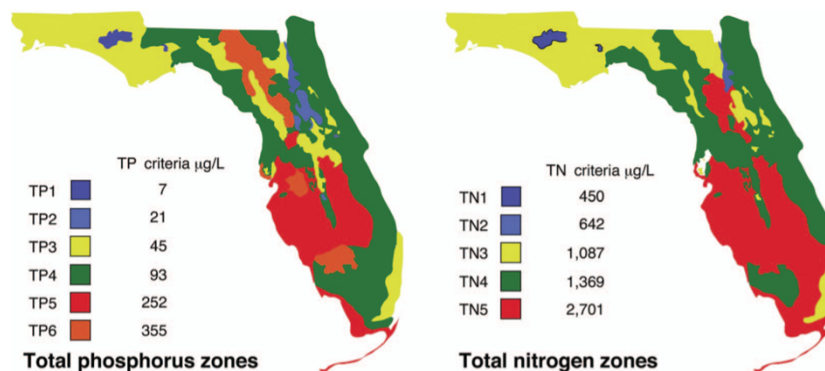 TP criteria µg/L
TP1 7
TP2 21
TP3 45
TP4 93
TP5 252
TP6 355
Total phosphorus zones
TN criteria µg/L
TN1 450
TN2 642
TN3 1,087
TN4 1,369
TN5 2,701
Total nitrogen zones